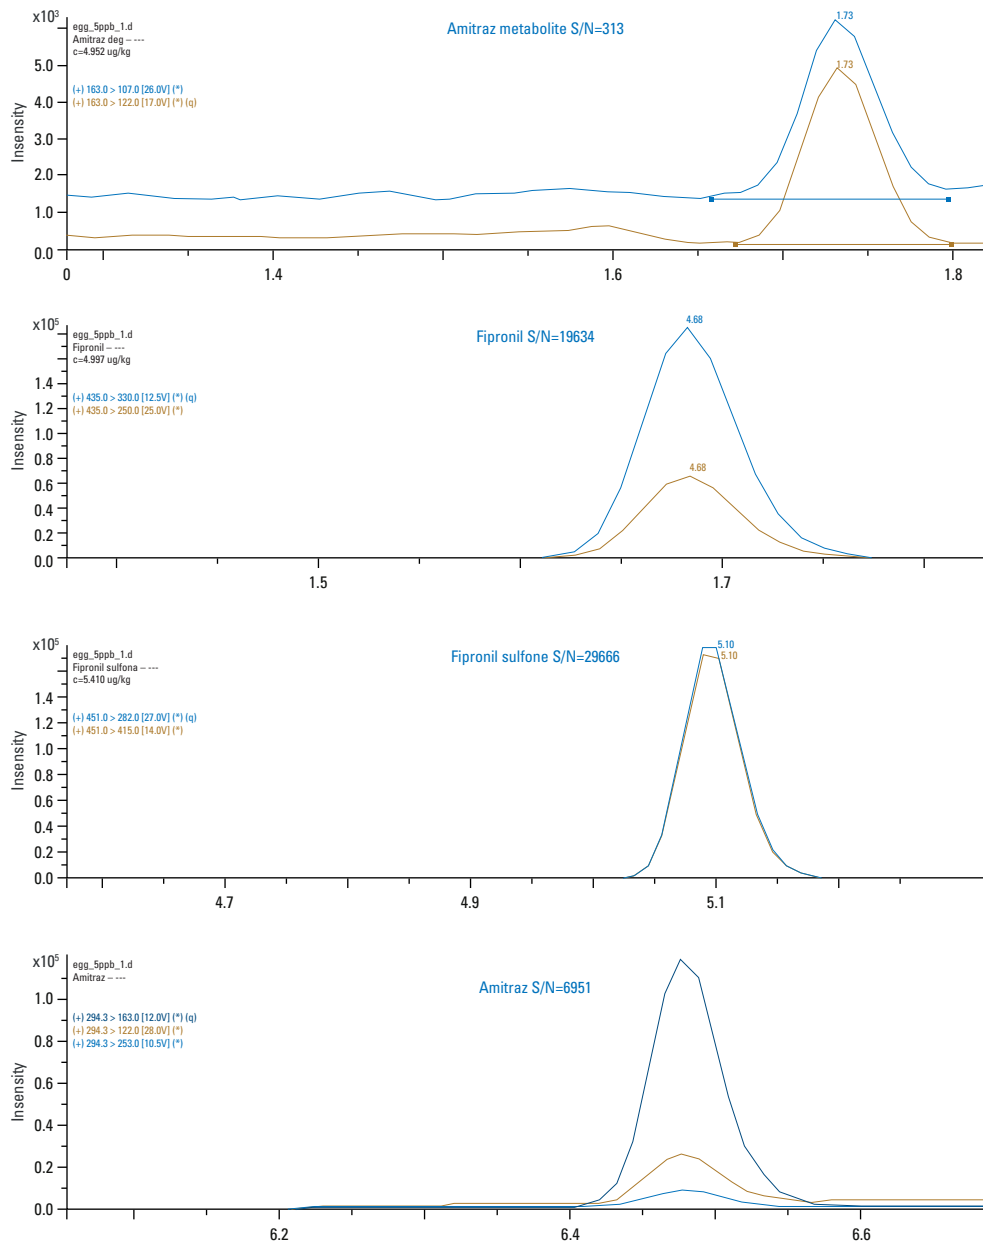 x10³
egg_5ppb_1.d
Amitraz deg – ---
c=4.952 ug/kg
Amitraz metabolite S/N=313
1.73
1.73
(+) 163.0 > 107.0 [26.0V] (*)
(+) 163.0 > 122.0 [17.0V] (*) (q)
Insensity
5.0
4.0
3.0
2.0
1.0
0.0
0 1.4 1.6 1.8
x10⁵
egg_5ppb_1.d
Fipronil – ---
c=4.997 ug/kg
Fipronil S/N=19634
4.68
4.68
(+) 435.0 > 330.0 [12.5V] (*) (q)
(+) 435.0 > 250.0 [25.0V] (*)
Insensity
1.4
1.2
1.0
0.8
0.6
0.4
0.2
0.0
1.5 1.7
x10⁵
egg_5ppb_1.d
Fipronil sulfona – ---
c=5.410 ug/kg
Fipronil sulfone S/N=29666
5.10
5.10
(+) 451.0 > 282.0 [27.0V] (*) (q)
(+) 451.0 > 415.0 [14.0V] (*)
Insensity
1.4
1.2
1.0
0.8
0.6
0.4
0.2
0.0
4.7 4.9 5.1
x10⁵
egg_5ppb_1.d
Amitraz – ---
Amitraz S/N=6951
(+) 294.3 > 163.0 [12.0V] (*) (q)
(+) 294.3 > 122.0 [28.0V] (*)
(+) 294.3 > 253.0 [10.5V] (*)
Insensity
1.0
0.8
0.6
0.4
0.2
0.0
6.2 6.4 6.6